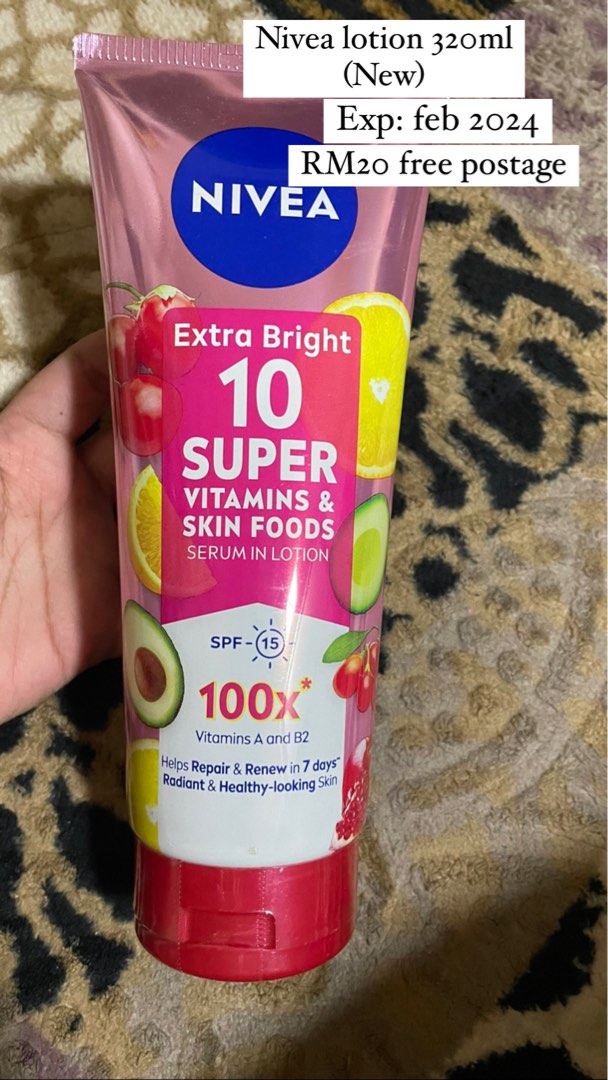 Nivea lotion 320ml
(New)
Exp: feb 2024
RM20 free postage
NIVEA
Extra Bright
10
SUPER
VITAMINS &
SKIN FOODS
SERUM IN LOTION
SPF-15
100x*
Vitamins A and B2
Helps Repair & Renew in 7 days**
Radiant & Healthy-looking Skin